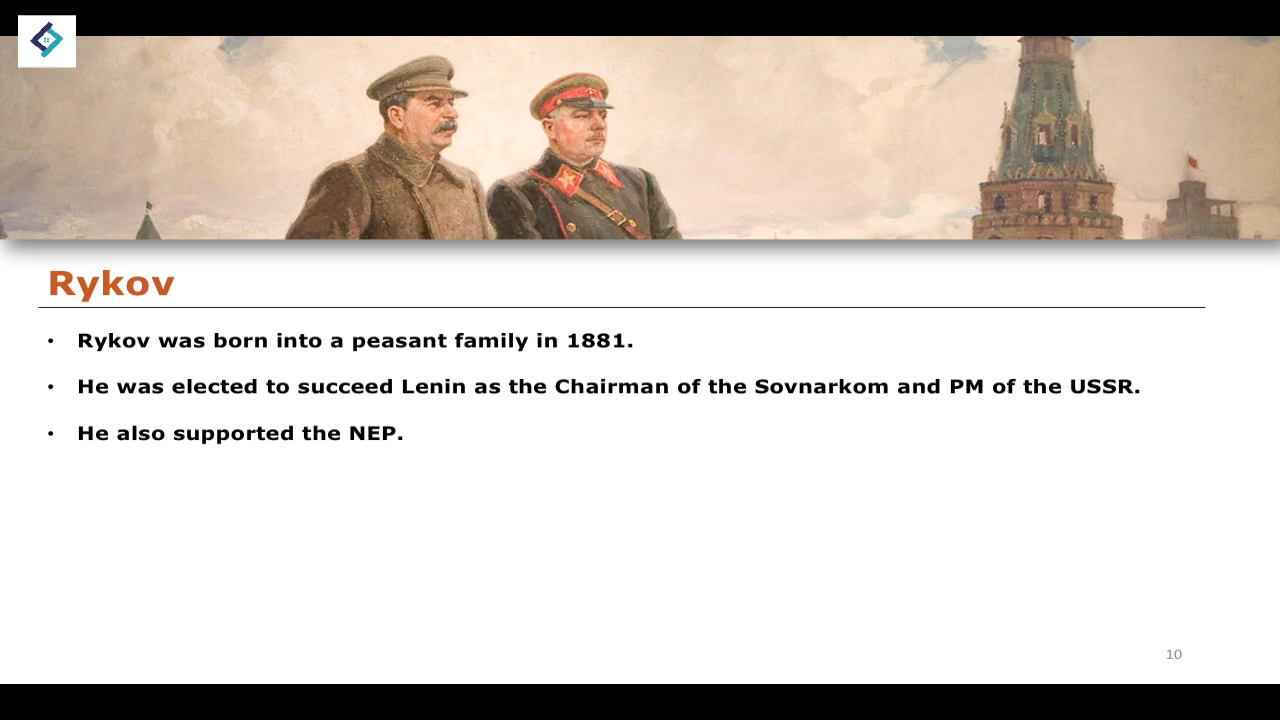 Rykov
• Rykov was born into a peasant family in 1881.
• He was elected to succeed Lenin as the Chairman of the Sovnarkom and PM of the USSR.
• He also supported the NEP.
10